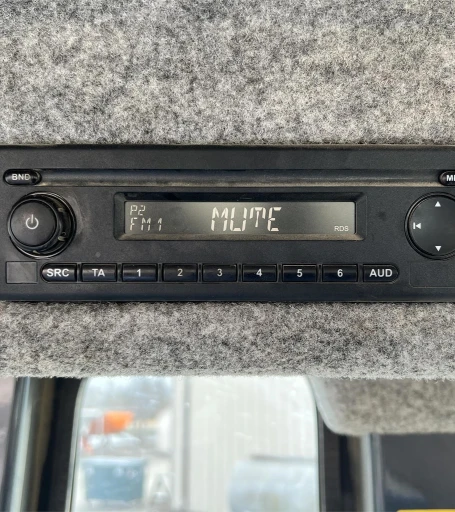 BND
P2
FM1
MUTE
RDS
SRC TA 1 2 3 4 5 6 AUD